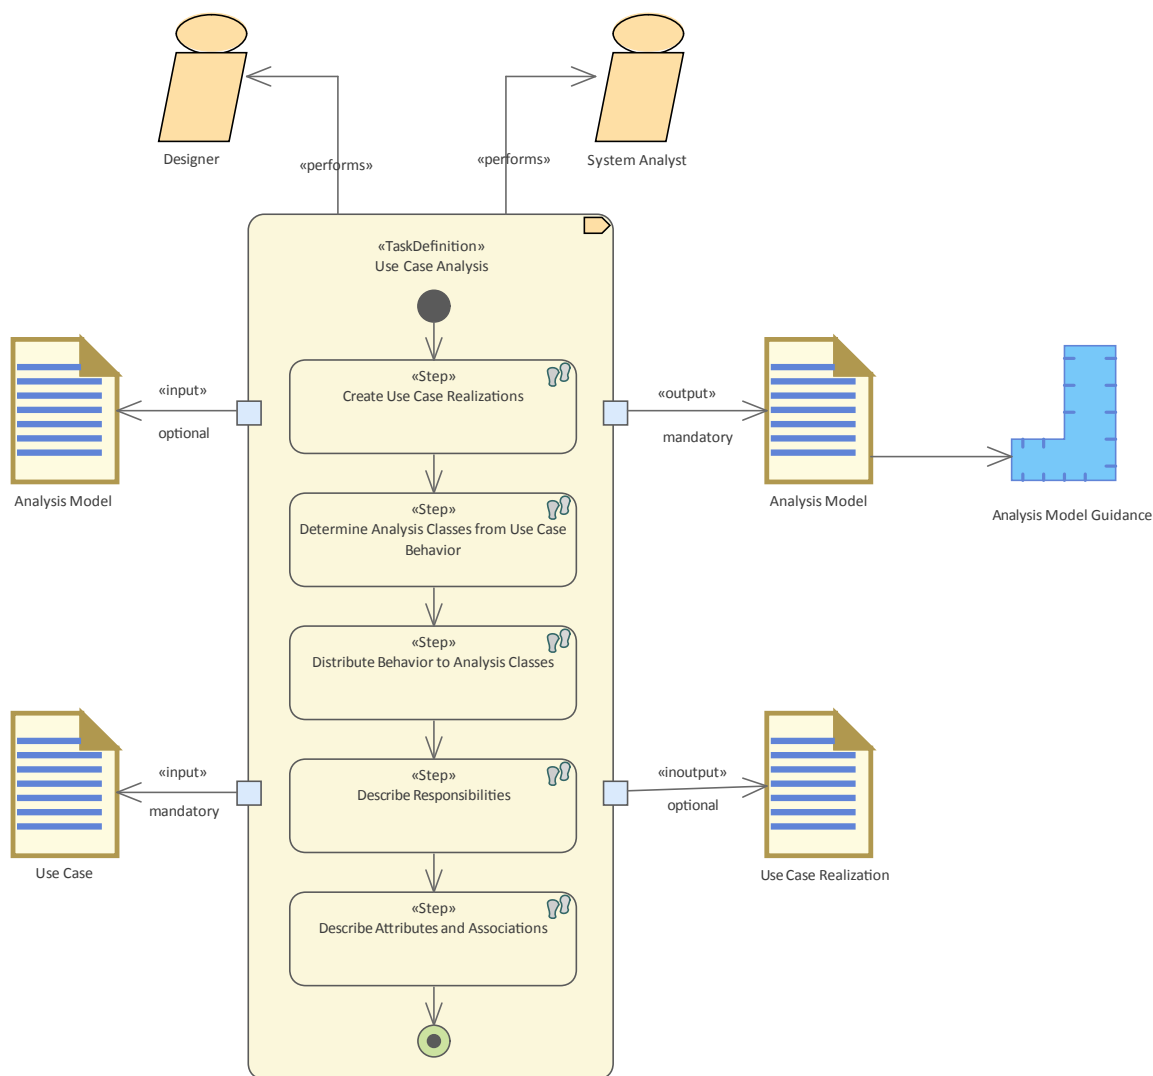 Designer
System Analyst
«performs»
«performs»
«TaskDefinition»
Use Case Analysis
«Step»
Create Use Case Realizations
«input»
optional
Analysis Model
«output»
mandatory
Analysis Model
Analysis Model Guidance
«Step»
Determine Analysis Classes from Use Case
Behavior
«Step»
Distribute Behavior to Analysis Classes
«Step»
Describe Responsibilities
«input»
mandatory
Use Case
«inoutput»
optional
Use Case Realization
«Step»
Describe Attributes and Associations